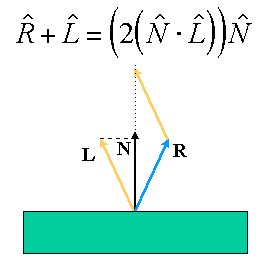 R̂ + L̂ = (2(N̂ · L̂))N̂
N
L
R